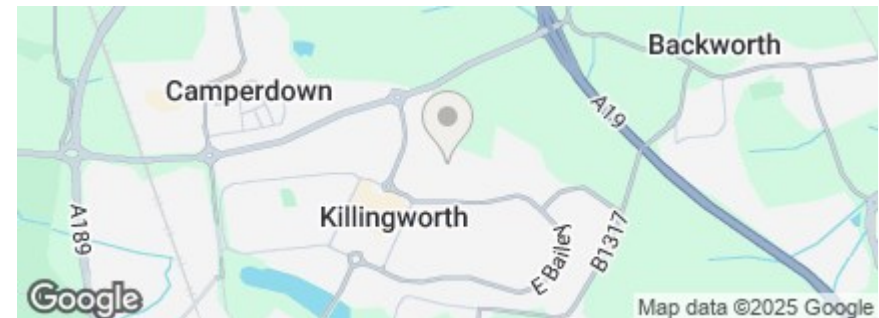 Backworth
Camperdown
A19
Killingworth
A189
E Bailey
B1317
Google
Map data ©2025 Google